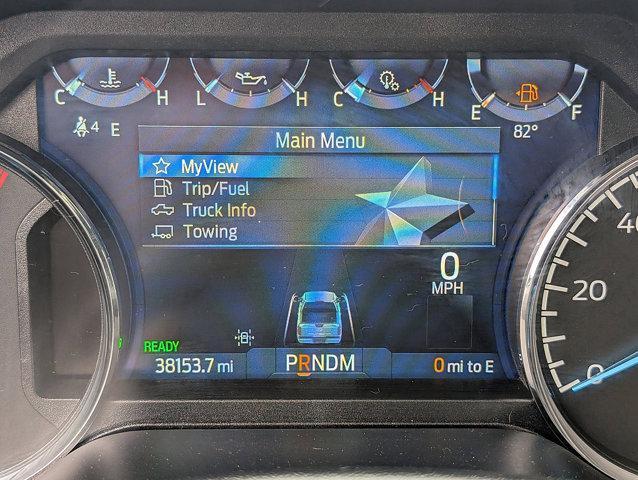 C H L H C H E F
4 E 82°
Main Menu
MyView
Trip/Fuel
Truck Info
Towing
0
MPH
40
20
0
READY
38153.7 mi PRNDM 0 mi to E